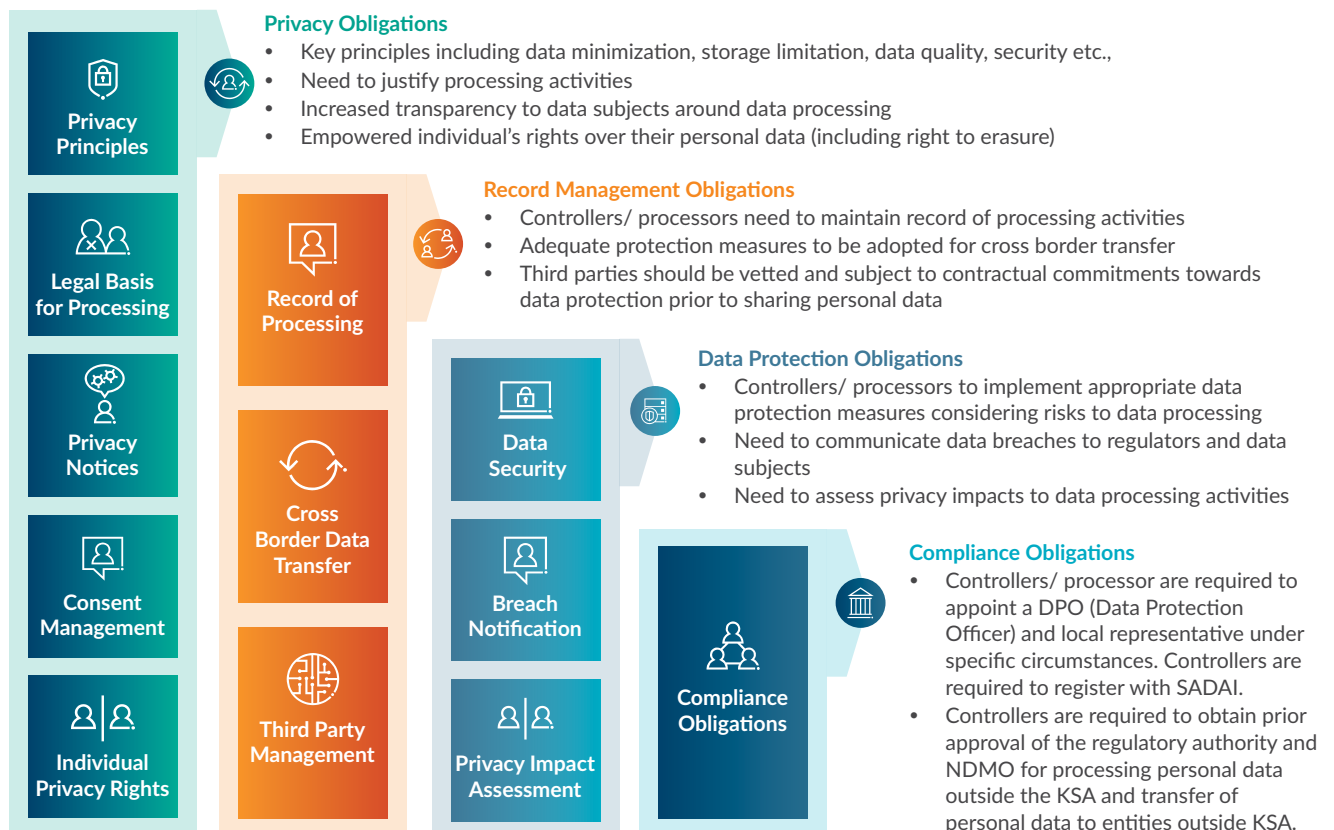 Privacy Obligations
• Key principles including data minimization, storage limitation, data quality, security etc.,
• Need to justify processing activities
• Increased transparency to data subjects around data processing
• Empowered individual's rights over their personal data (including right to erasure)
Privacy
Principles
Legal Basis
for Processing
Privacy
Notices
Consent
Management
Individual
Privacy Rights
Record Management Obligations
• Controllers/ processors need to maintain record of processing activities
• Adequate protection measures to be adopted for cross border transfer
• Third parties should be vetted and subject to contractual commitments towards
data protection prior to sharing personal data
Record of
Processing
Cross
Border Data
Transfer
Third Party
Management
Data Protection Obligations
• Controllers/ processors to implement appropriate data
protection measures considering risks to data processing
• Need to communicate data breaches to regulators and data
subjects
• Need to assess privacy impacts to data processing activities
Data
Security
Breach
Notification
Privacy Impact
Assessment
Compliance Obligations
• Controllers/ processor are required to
appoint a DPO (Data Protection
Officer) and local representative under
specific circumstances. Controllers are
required to register with SADAI.
• Controllers are required to obtain prior
approval of the regulatory authority and
NDMO for processing personal data
outside the KSA and transfer of
personal data to entities outside KSA.
Compliance
Obligations